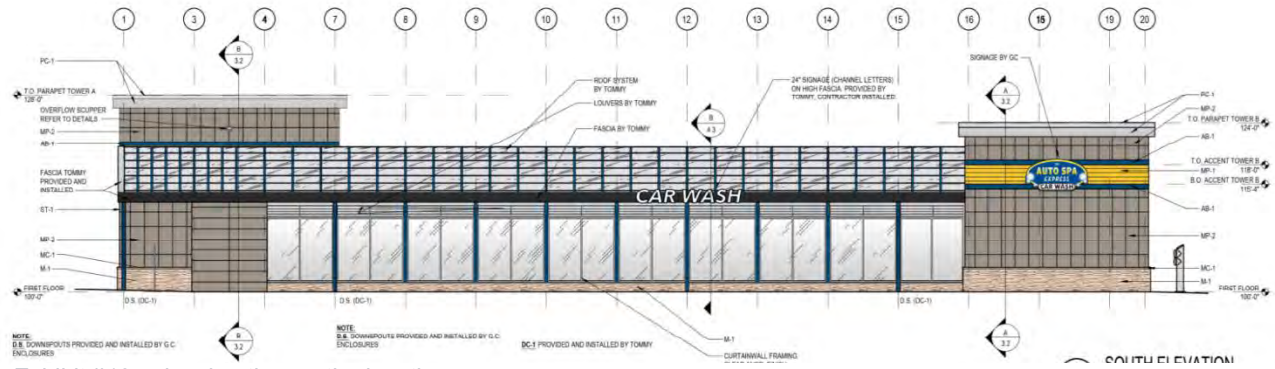 1 3 4 7 8 9 10 11 12 13 14 15 16 15 19 20
PC-1
T.O. PARAPET TOWER A
128'-0"
OVERFLOW SCUPPER
REFER TO DETAILS
MP-2
AB-1
FASCIA TOMMY
PROVIDED AND
INSTALLED
ST-1
MP-2
MC-1
M-1
FIRST FLOOR
100'-0"
B
3.2
ROOF SYSTEM
BY TOMMY
LOUVERS BY TOMMY
FASCIA BY TOMMY
B
4.3
24" SIGNAGE (CHANNEL LETTERS)
ON HIGH FASCIA. PROVIDED BY
TOMMY, CONTRACTOR INSTALLED.
SIGNAGE BY GC
A
3.2
CAR WASH
AUTO SPA
EXPRESS
CAR WASH
PC-1
MP-2
T.O. PARAPET TOWER B
124'-0"
AB-1
T.O. ACCENT TOWER B
MP-1
118'-0"
B.O. ACCENT TOWER B
115'-4"
AB-1
MP-2
MC-1
M-1
FIRST FLOOR
100'-0"
D.S. (DC-1)
D.S. (DC-1)
D.S. (DC-1)
NOTE:
D.S. DOWNSPOUTS PROVIDED AND INSTALLED BY G.C.
ENCLOSURES
B
3.2
NOTE:
D.S. DOWNSPOUTS PROVIDED AND INSTALLED BY G.C.
ENCLOSURES
DC-1 PROVIDED AND INSTALLED BY TOMMY
M-1
CURTAINWALL FRAMING,
A
3.2
SOUTH ELEVATION